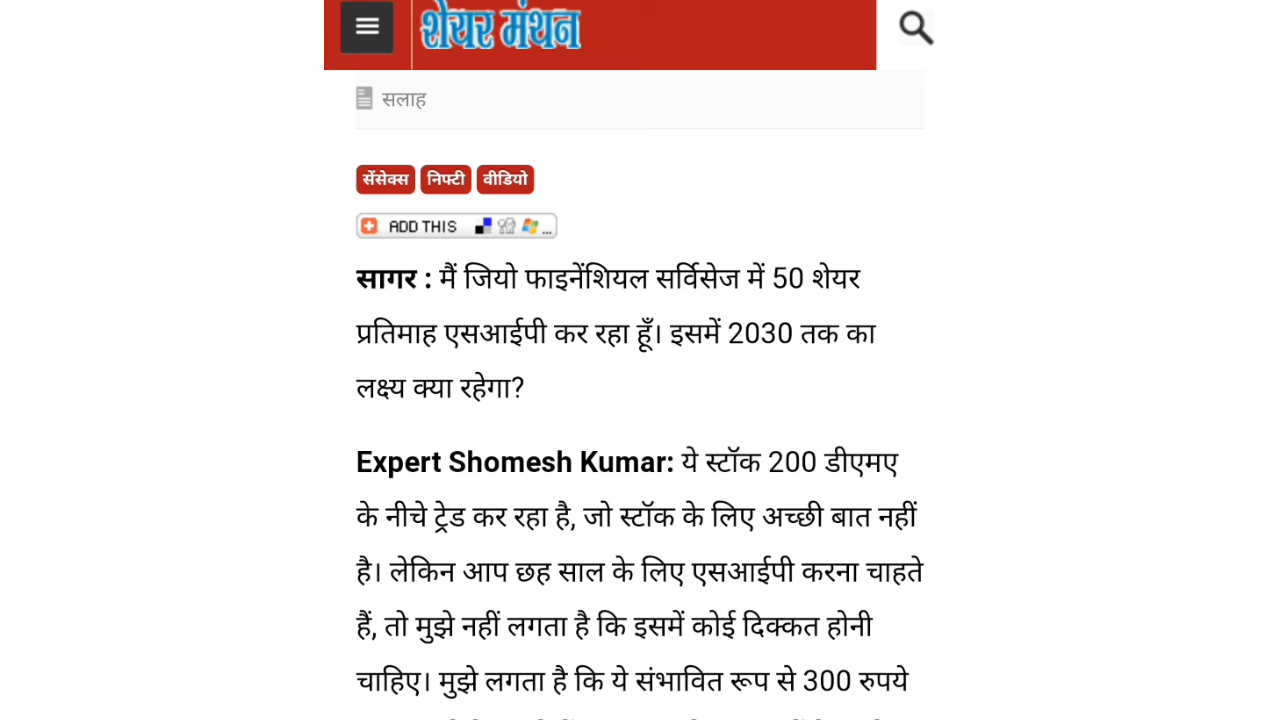 शेयर मंथन
सलाह
सेंसेक्स निफ्टी वीडियो
ADD THIS ...
सागर : मैं जियो फाइनेंशियल सर्विसेज में 50 शेयर
प्रतिमाह एसआईपी कर रहा हूँ। इसमें 2030 तक का
लक्ष्य क्या रहेगा?
Expert Shomesh Kumar: ये स्टॉक 200 डीएमए
के नीचे ट्रेड कर रहा है, जो स्टॉक के लिए अच्छी बात नहीं
है। लेकिन आप छह साल के लिए एसआईपी करना चाहते
हैं, तो मुझे नहीं लगता है कि इसमें कोई दिक्कत होनी
चाहिए। मुझे लगता है कि ये संभावित रूप से 300 रुपये